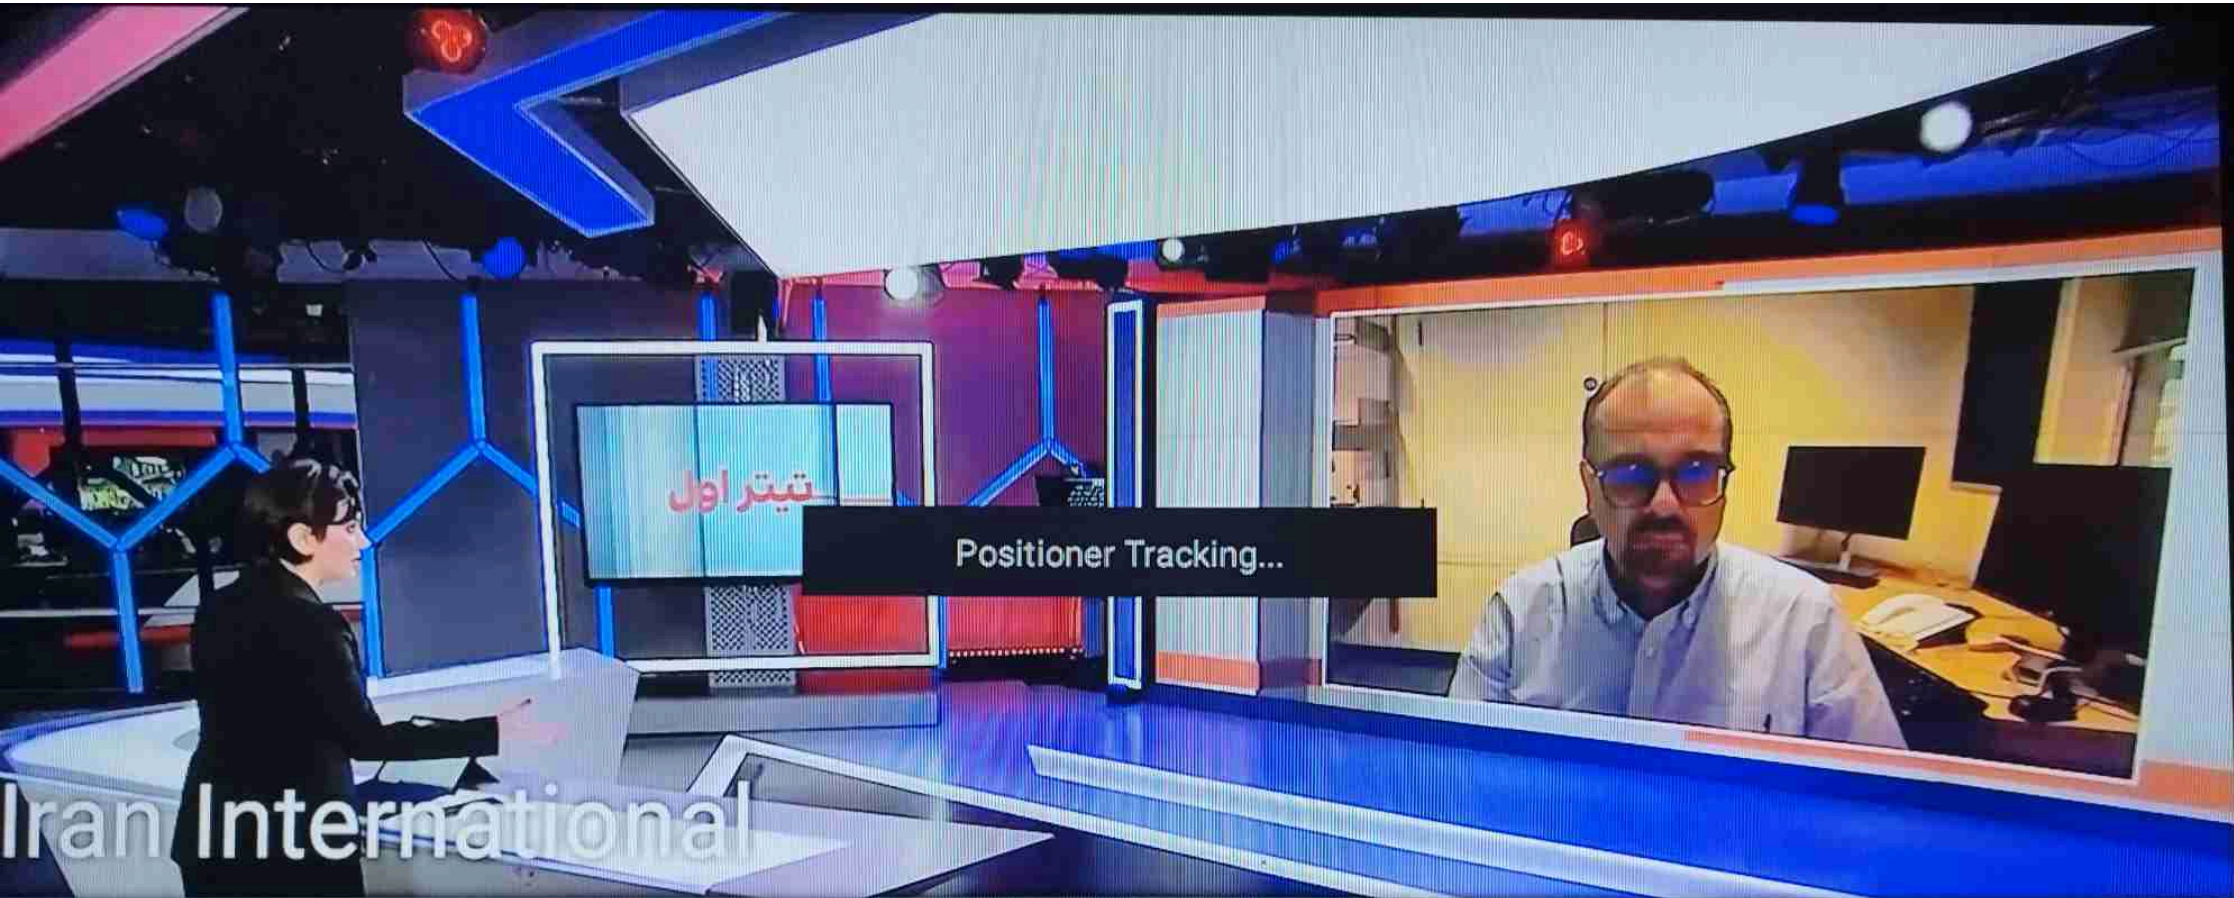 تیتر اول
Positioner Tracking...
Iran International